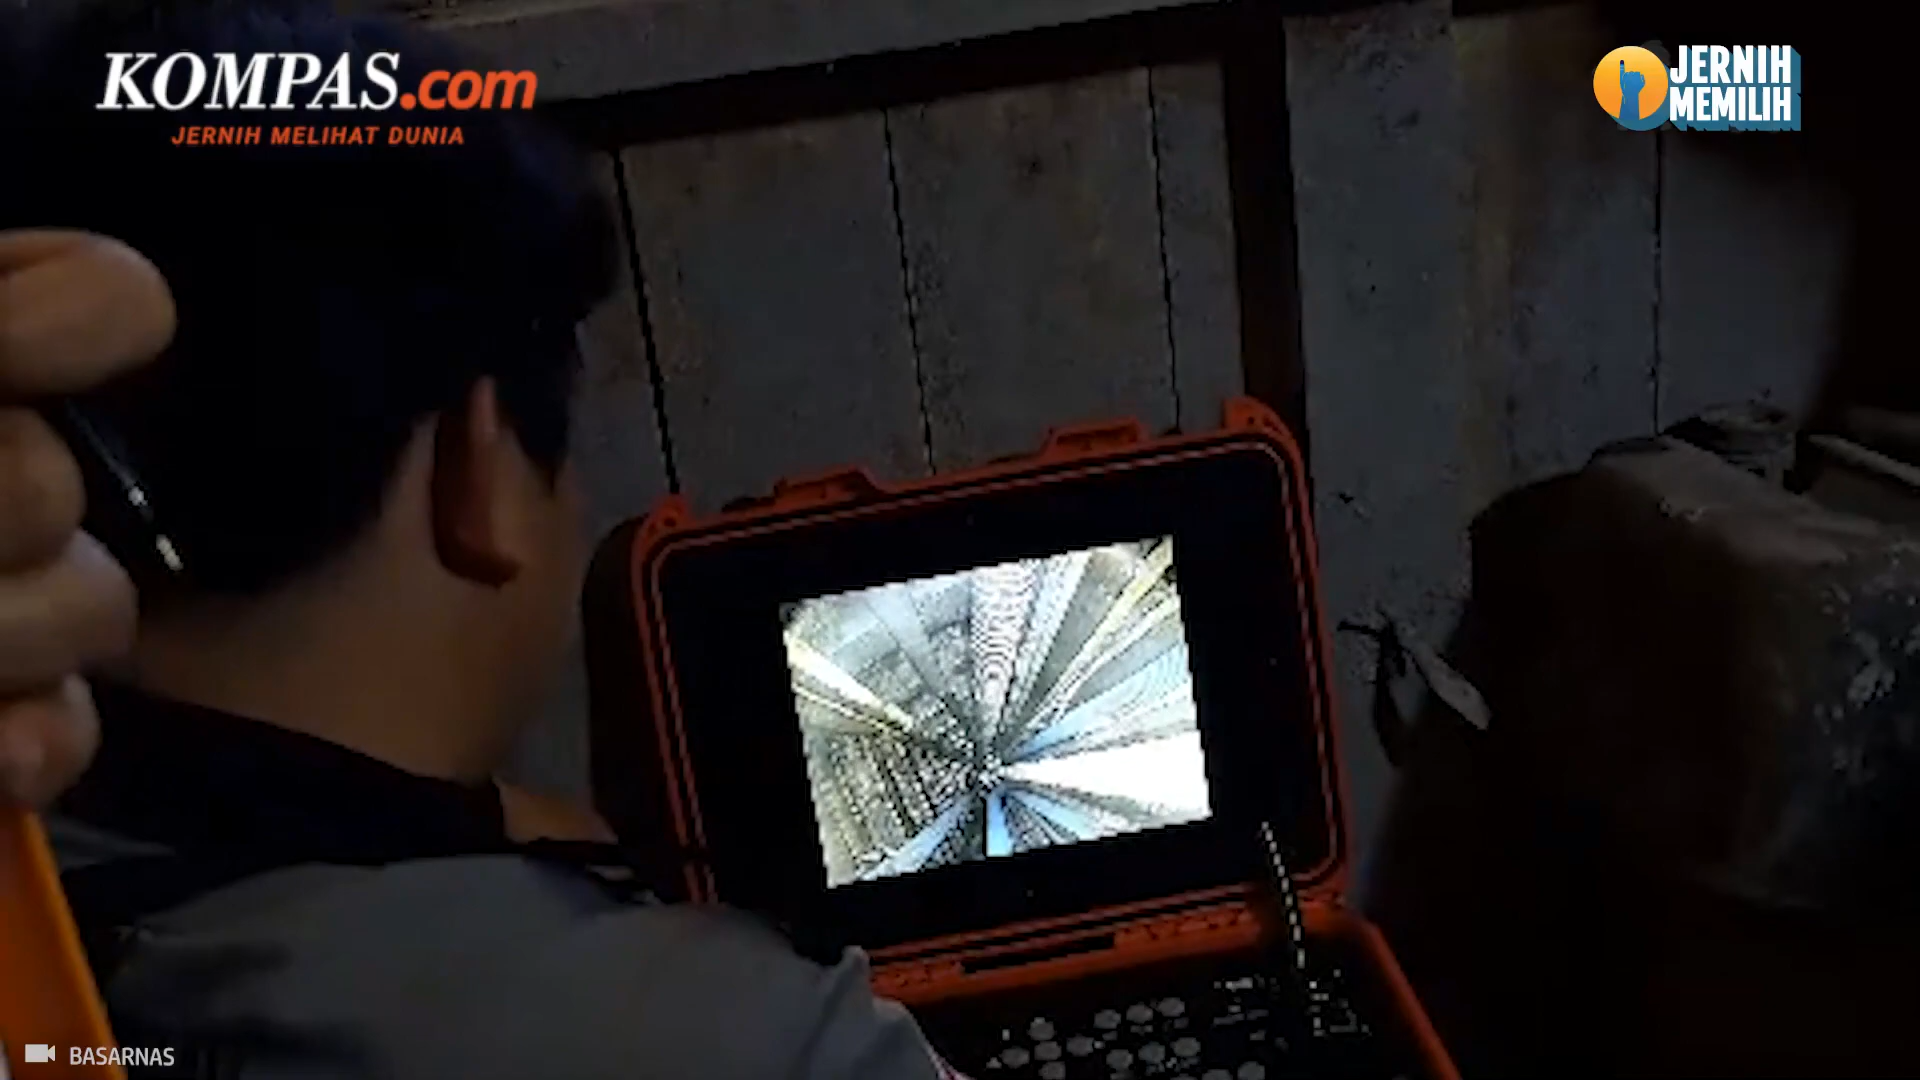 KOMPAS.com
JERNIH MELIHAT DUNIA
JERNIH
MEMILIH
BASARNAS